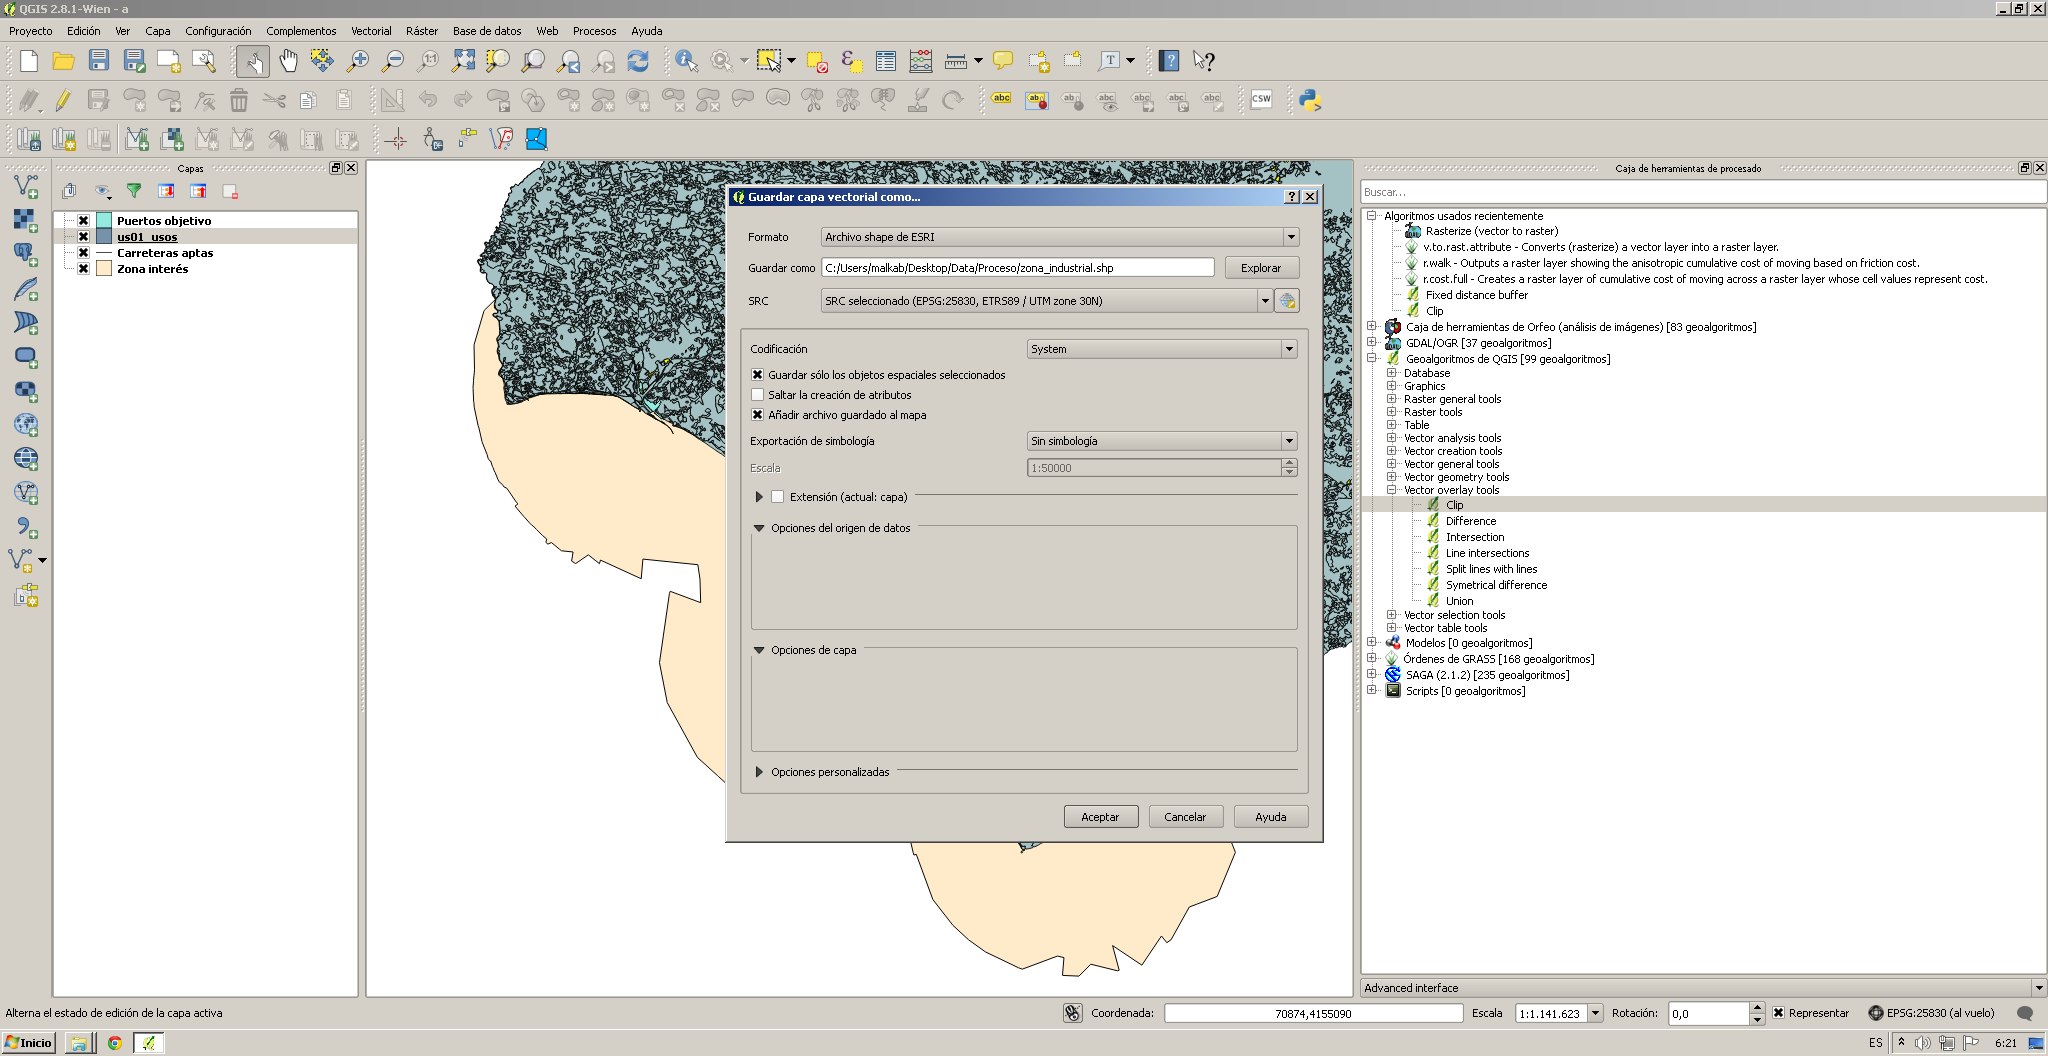 QGIS 2.8.1-Wien - a
Proyecto Edición Ver Capa Configuración Complementos Vectorial Ráster Base de datos Web Procesos Ayuda
Capas
Puertos objetivo
us01_usos
Carreteras aptas
Zona interés
Guardar capa vectorial como...
Formato Archivo shape de ESRI
Guardar como C:/Users/malkab/Desktop/Data/Proceso/zona_industrial.shp Explorar
SRC SRC seleccionado (EPSG:25830, ETRS89 / UTM zone 30N)
Codificación System
Guardar sólo los objetos espaciales seleccionados
Saltar la creación de atributos
Añadir archivo guardado al mapa
Exportación de simbología Sin simbología
Escala 1:50000
Extensión (actual: capa)
Opciones del origen de datos
Opciones de capa
Opciones personalizadas
Aceptar Cancelar Ayuda
Caja de herramientas de procesado
Buscar...
Algoritmos usados recientemente
Rasterize (vector to raster)
v.to.rast.attribute - Converts (rasterize) a vector layer into a raster layer.
r.walk - Outputs a raster layer showing the anisotropic cumulative cost of moving based on friction cost.
r.cost.full - Creates a raster layer of cumulative cost of moving across a raster layer whose cell values represent cost.
Fixed distance buffer
Clip
Caja de herramientas de Orfeo (análisis de imágenes) [83 geoalgoritmos]
GDAL/OGR [37 geoalgoritmos]
Geoalgoritmos de QGIS [99 geoalgoritmos]
Database
Graphics
Raster general tools
Raster tools
Table
Vector analysis tools
Vector creation tools
Vector general tools
Vector geometry tools
Vector overlay tools
Clip
Difference
Intersection
Line intersections
Split lines with lines
Symetrical difference
Union
Vector selection tools
Vector table tools
Modelos [0 geoalgoritmos]
Órdenes de GRASS [168 geoalgoritmos]
SAGA (2.1.2) [235 geoalgoritmos]
Scripts [0 geoalgoritmos]
Advanced interface
Alterna el estado de edición de la capa activa
Coordenada: 70874,4155090 Escala 1:1.141.623 Rotación: 0,0 Representar EPSG:25830 (al vuelo)
Inicio
ES 6:21